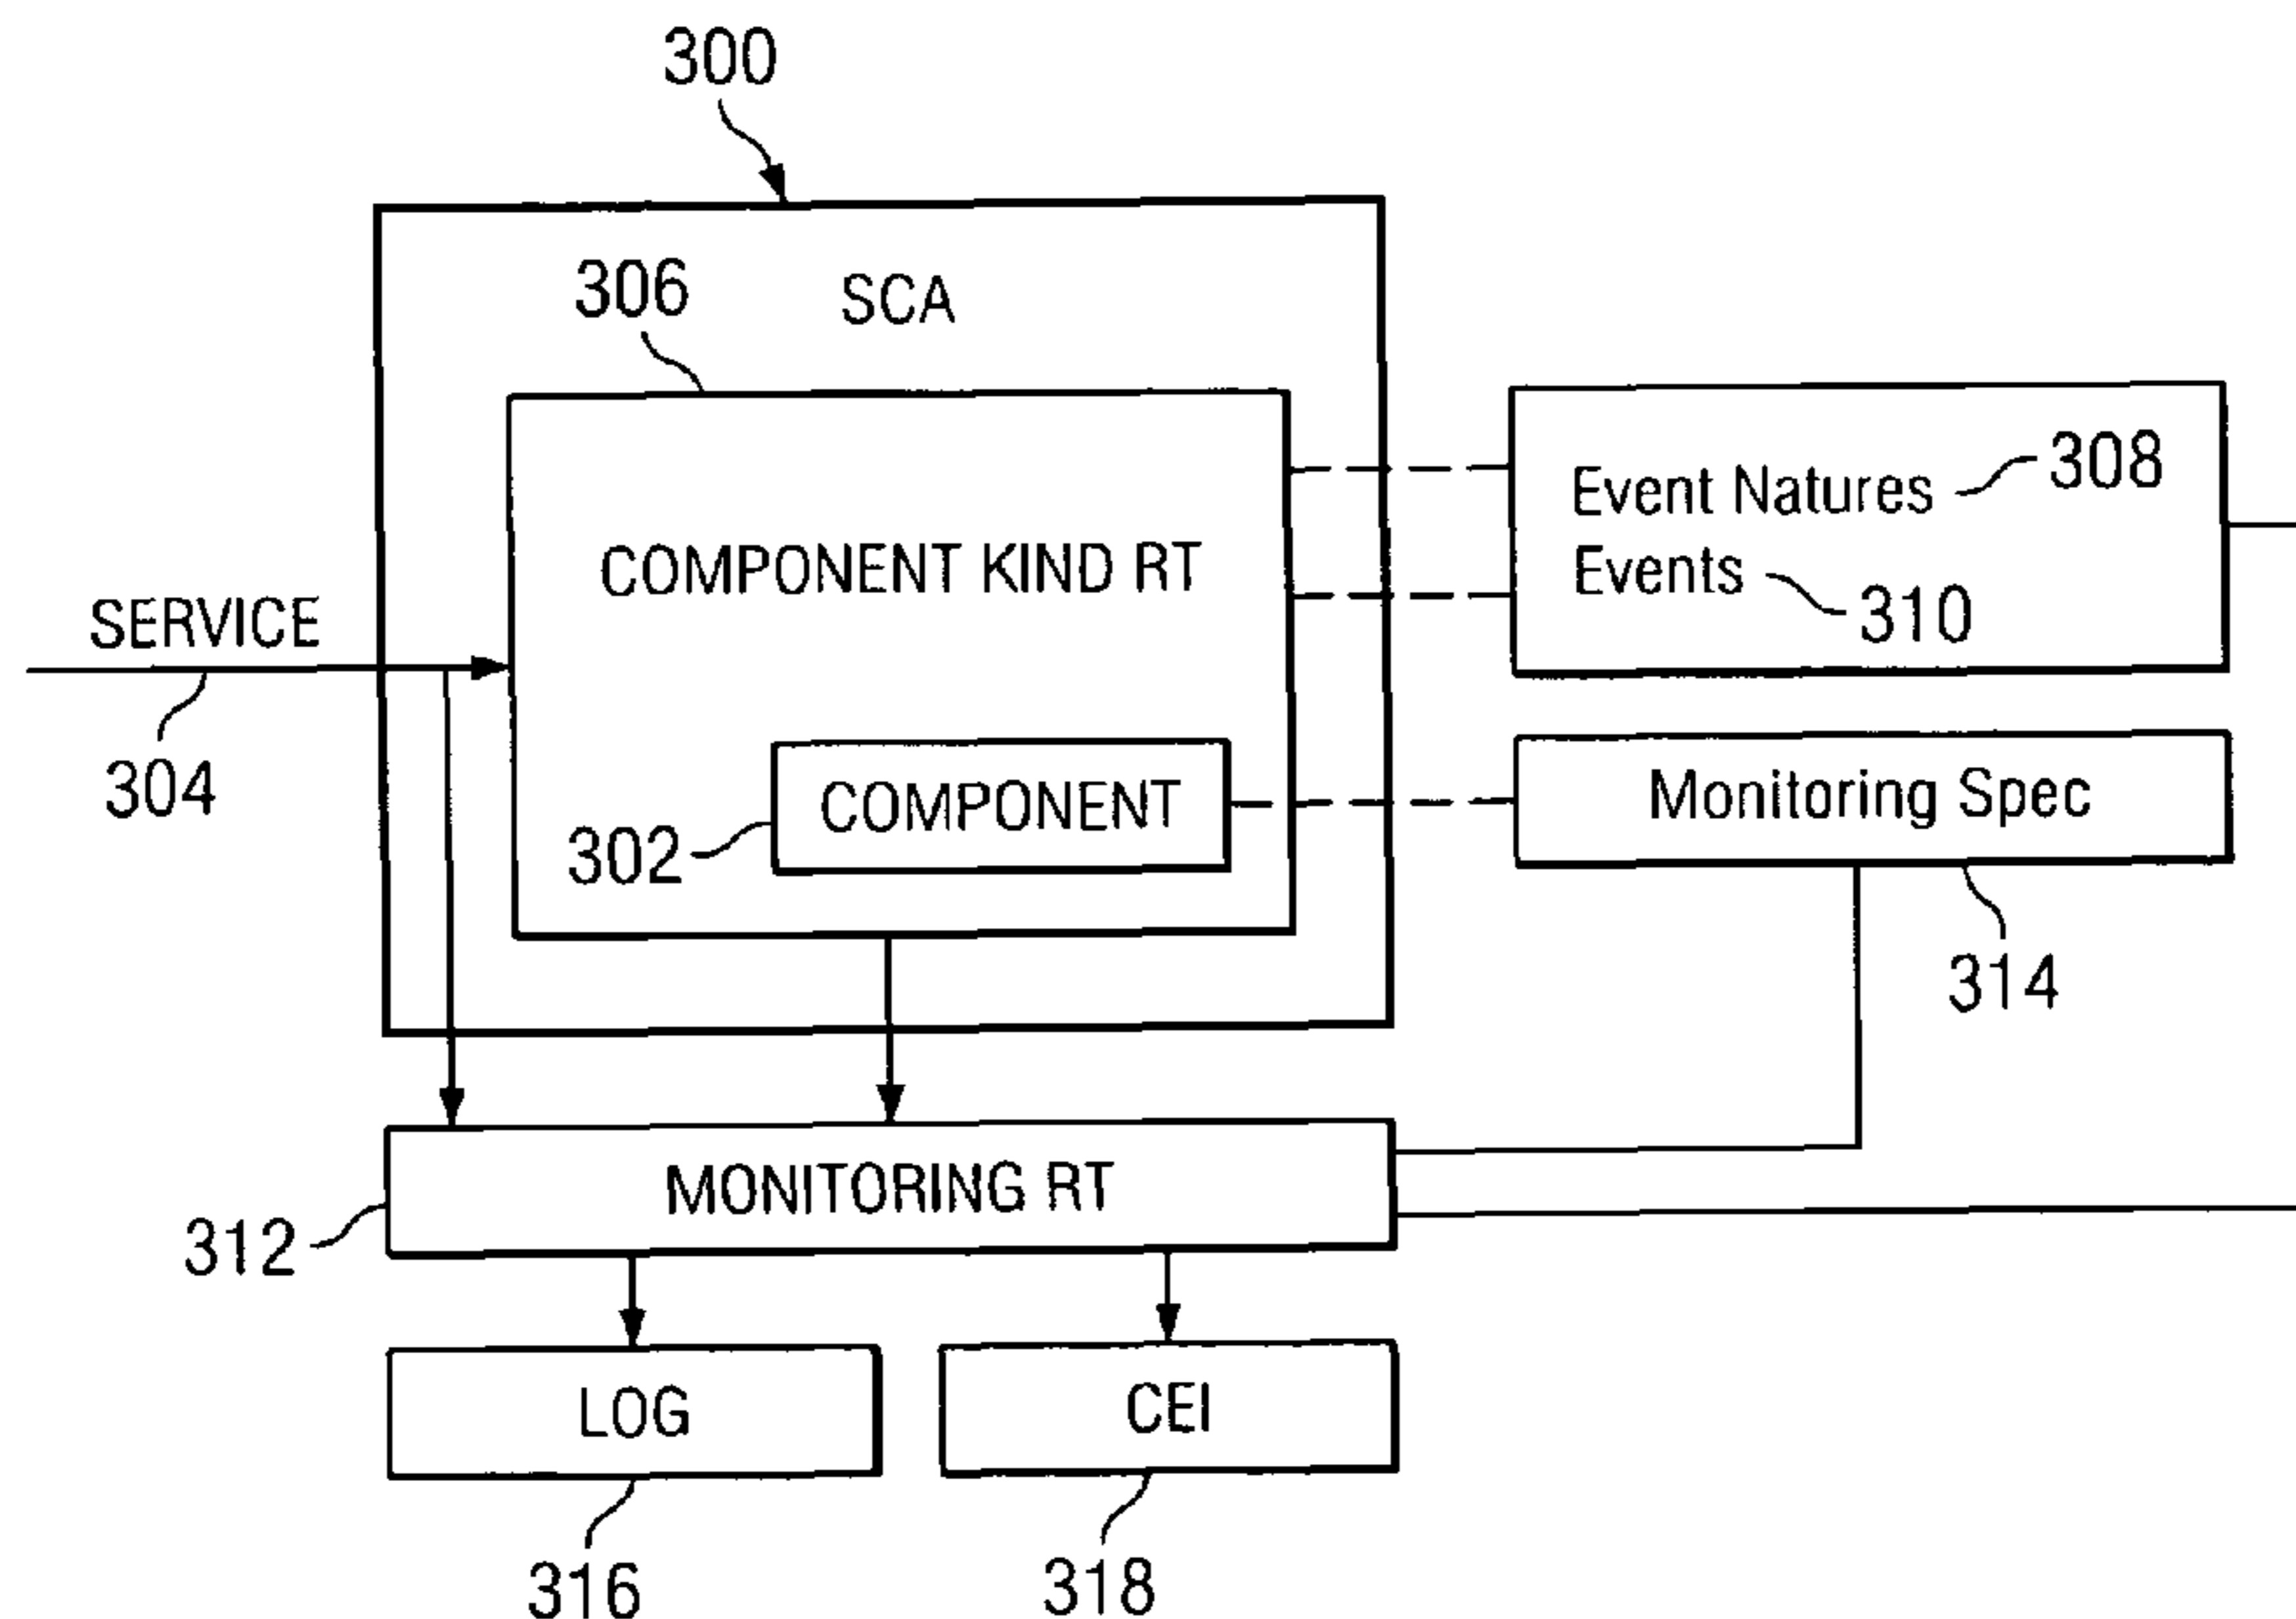 300
306
SCA
Event Natures 308
COMPONENT KIND RT
Events 310
SERVICE
304
COMPONENT
302
Monitoring Spec
314
MONITORING RT
312
LOG
CEI
316
318